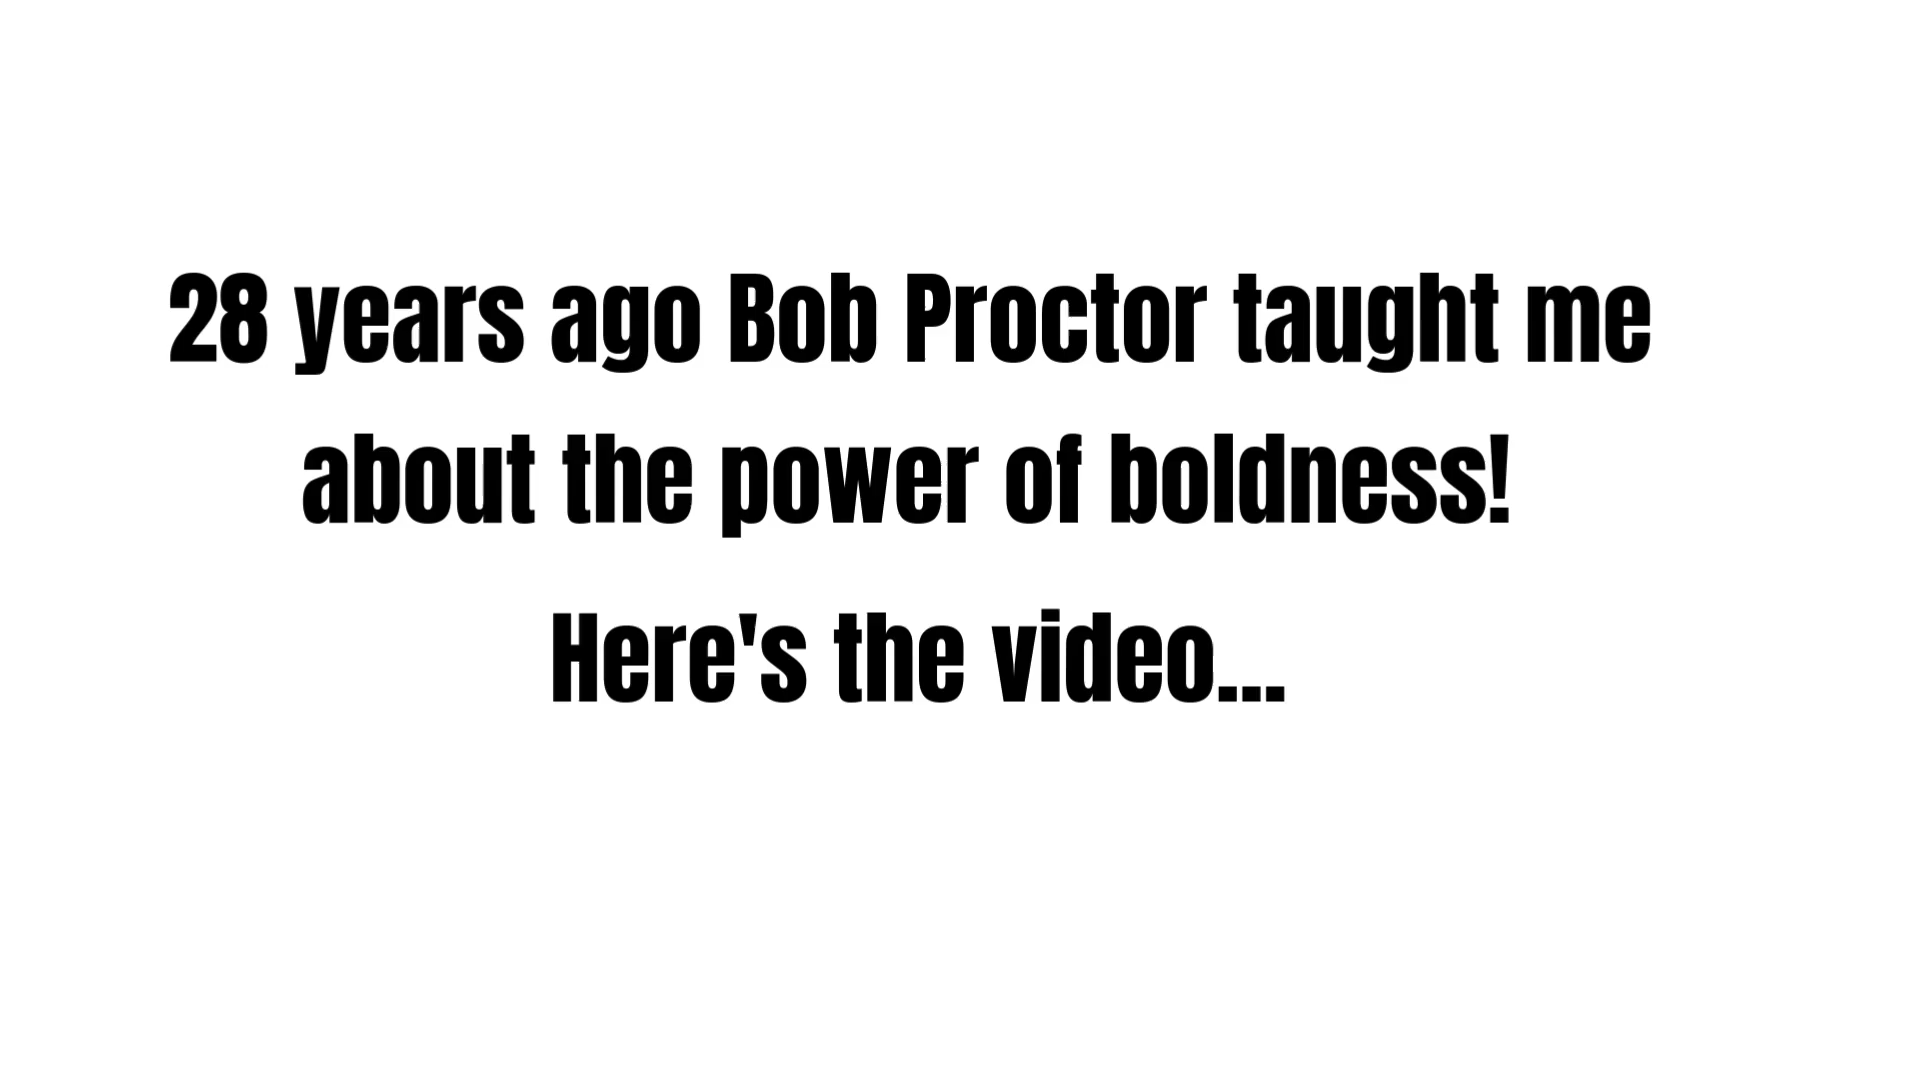 28 years ago Bob Proctor taught me
about the power of boldness!
Here's the video...